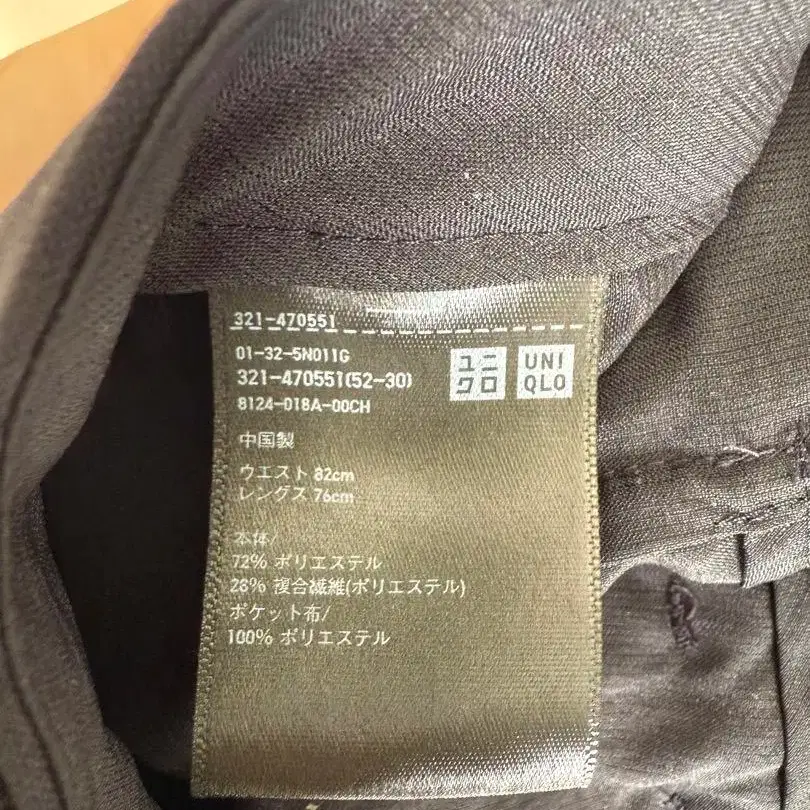 321-470551
01-32-5N011G
321-470551(52-30)
8124-018A-00CH
ユニ
クロ
UNI
QLO
中国製
ウエスト 82cm
レングス 76cm
本体/
72% ポリエステル
28% 複合繊維(ポリエステル)
ポケット布/
100% ポリエステル